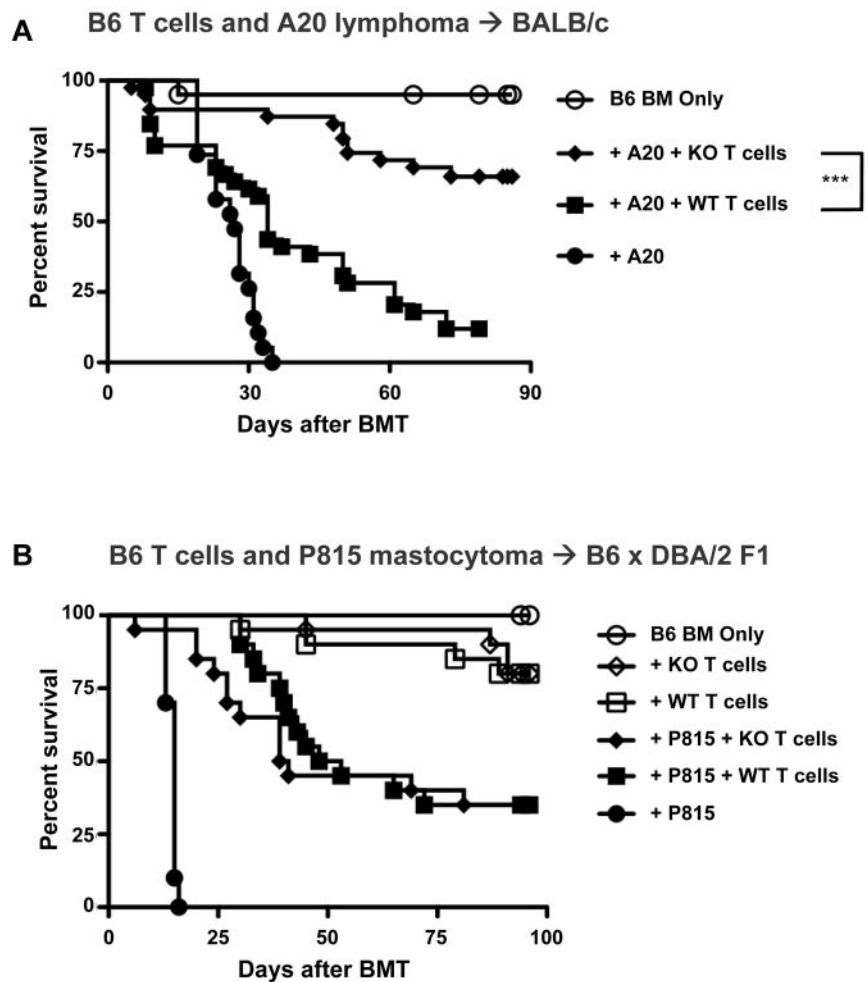 A
B6 T cells and A20 lymphoma → BALB/c
100
75
50
25
0
Percent survival
0
30
60
90
Days after BMT
B6 BM Only
+ A20 + KO T cells
+ A20 + WT T cells
+ A20
***
B
B6 T cells and P815 mastocytoma → B6 x DBA/2 F1
100
75
50
25
0
Percent survival
0
25
50
75
100
Days after BMT
B6 BM Only
+ KO T cells
+ WT T cells
+ P815 + KO T cells
+ P815 + WT T cells
+ P815